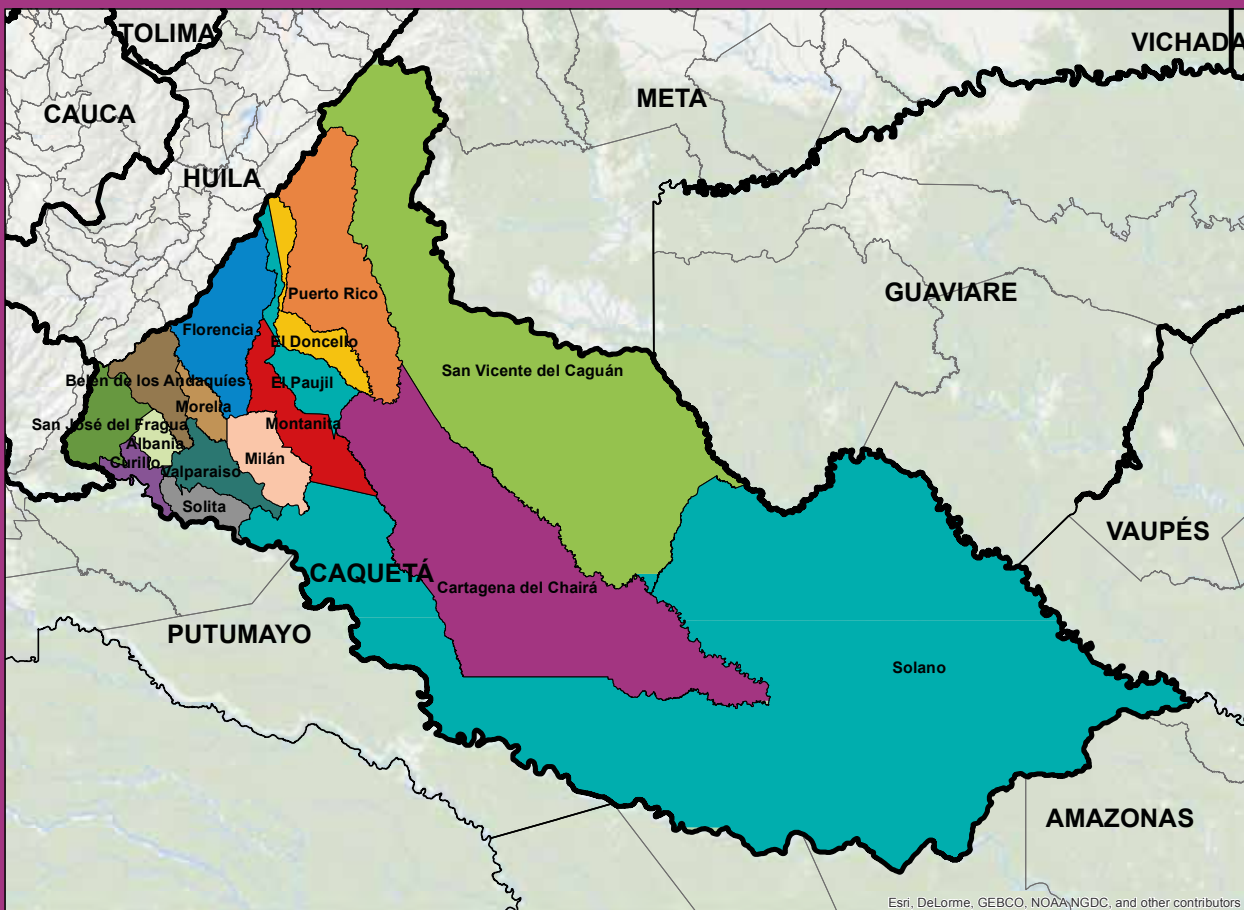 TOLIMA
VICHADA
META
CAUCA
HUILA
GUAVIARE
Puerto Rico
Florencia
El Doncello
San Vicente del Caguán
Belén de los Andaquíes
El Paujil
Morelia
San José del Fragua
Montanita
Albania
Curillo
Milán
Valparaiso
Solita
VAUPÉS
CAQUETÁ
Cartagena del Chairá
PUTUMAYO
Solano
AMAZONAS
Esri, DeLorme, GEBCO, NOAA NGDC, and other contributors